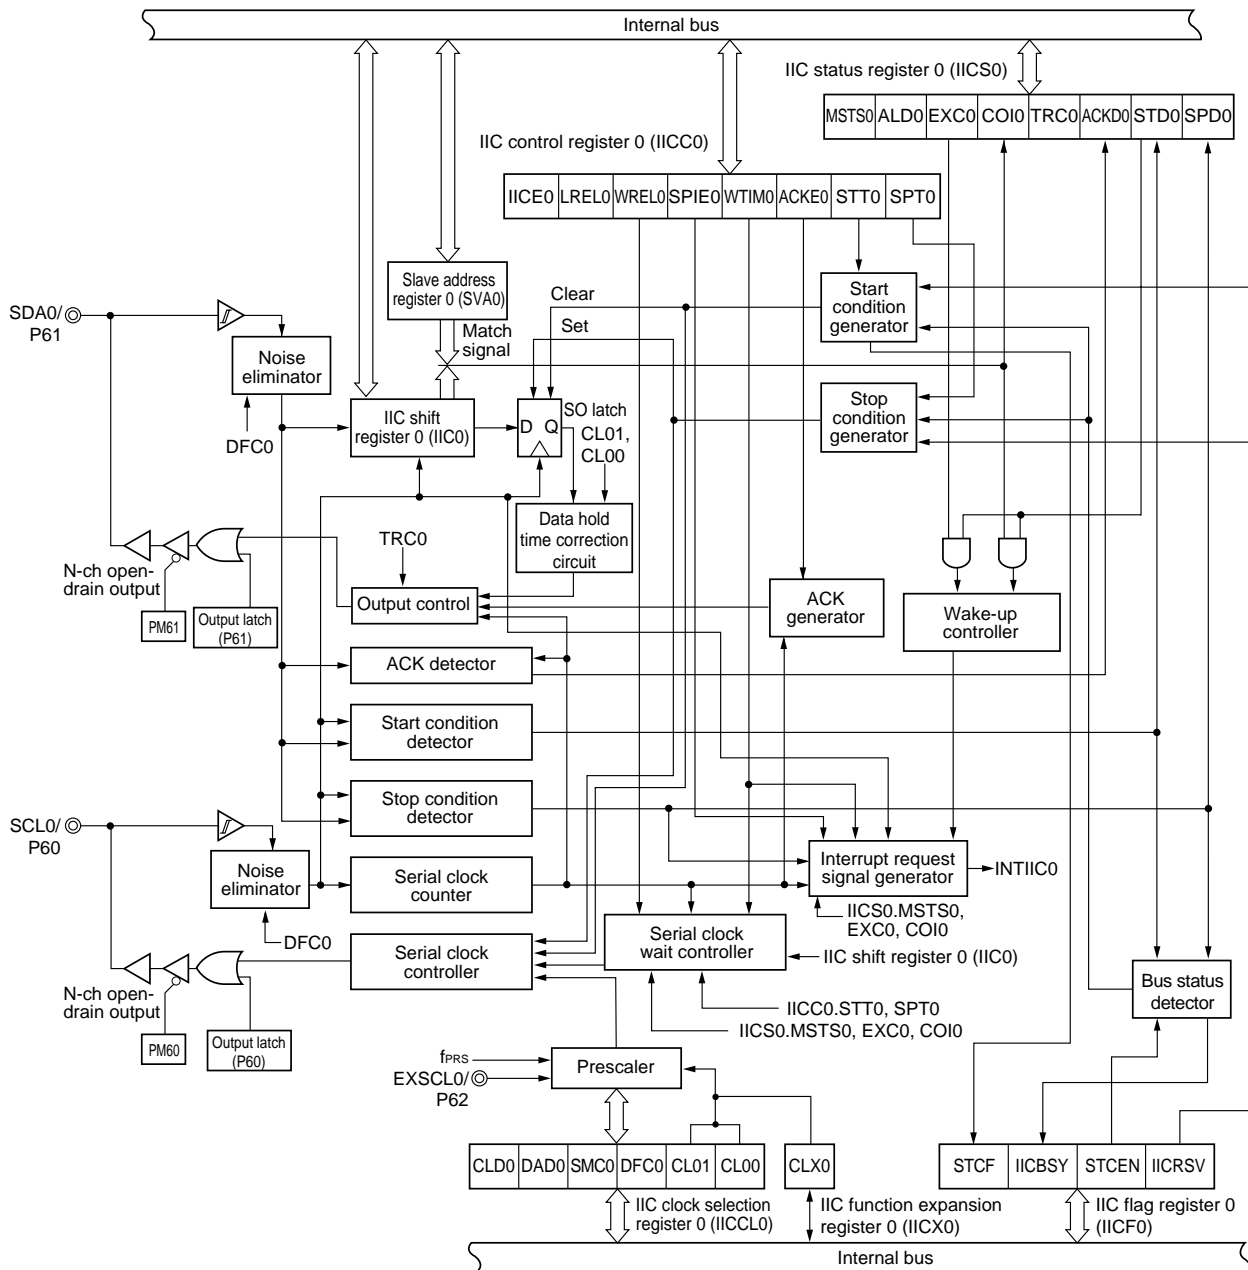 Internal bus
IIC status register 0 (IICS0)
MSTS0 ALD0 EXC0 COI0 TRC0 ACKD0 STD0 SPD0
IIC control register 0 (IICC0)
IICE0 LREL0 WREL0 SPIE0 WTIM0 ACKE0 STT0 SPT0
Slave address
register 0 (SVA0)
Clear
Set
Match
signal
Start
condition
generator
SDA0/
P61
Noise
eliminator
DFC0
IIC shift
register 0 (IIC0)
D Q
SO latch
CL01,
CL00
Stop
condition
generator
Data hold
time correction
circuit
TRC0
N-ch open-
drain output
PM61
Output latch
(P61)
Output control
ACK
generator
Wake-up
controller
ACK detector
Start condition
detector
Stop condition
detector
SCL0/
P60
Noise
eliminator
DFC0
Serial clock
counter
Interrupt request
signal generator
INTIIC0
IICS0.MSTS0,
EXC0, COI0
Serial clock
controller
Serial clock
wait controller
IIC shift register 0 (IIC0)
Bus status
detector
N-ch open-
drain output
PM60
Output latch
(P60)
IICC0.STT0, SPT0
IICS0.MSTS0, EXC0, COI0
fPRS
EXSCL0/
P62
Prescaler
CLD0 DAD0 SMC0 DFC0 CL01 CL00
CLX0
STCF IICBSY STCEN IICRSV
IIC clock selection
register 0 (IICCL0)
IIC function expansion
register 0 (IICX0)
IIC flag register 0
(IICF0)
Internal bus